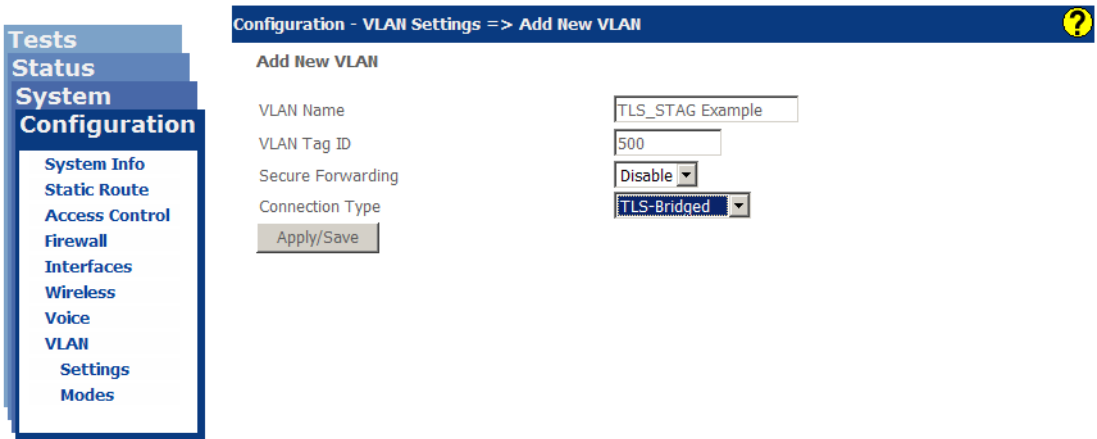 Tests
Status
System
Configuration
System Info
Static Route
Access Control
Firewall
Interfaces
Wireless
Voice
VLAN
Settings
Modes
Configuration - VLAN Settings => Add New VLAN
?
Add New VLAN
VLAN Name TLS_STAG Example
VLAN Tag ID 500
Secure Forwarding Disable
Connection Type TLS-Bridged
Apply/Save